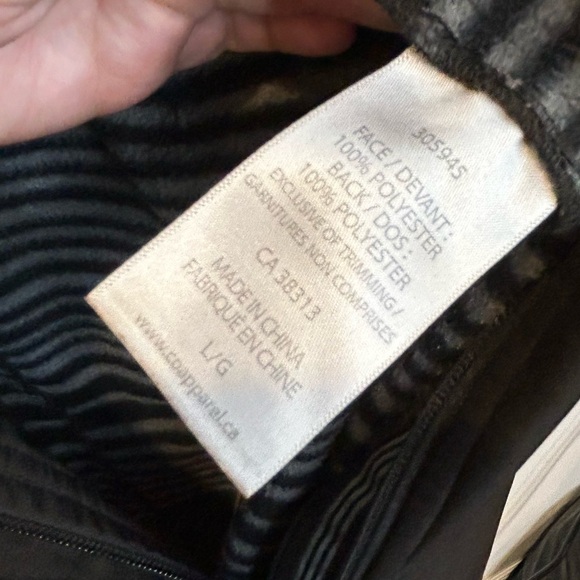 305945
FACE / DEVANT :
100% POLYESTER
BACK / DOS :
100% POLYESTER
EXCLUSIVE OF TRIMMING /
GARNITURES NON COMPRISES
CA 38313
MADE IN CHINA
FABRIQUÉ EN CHINE
L/G
www.coapparal.ca